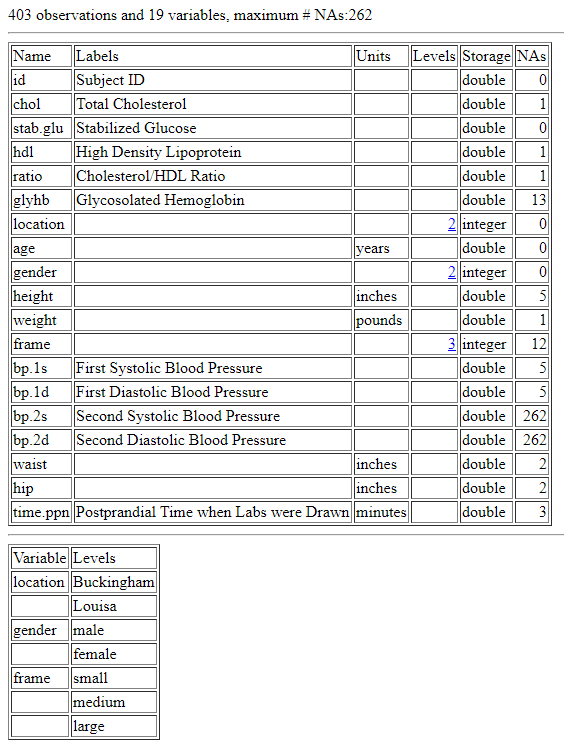 403 observations and 19 variables, maximum # NAs:262
Name Labels Units Levels Storage NAs
id Subject ID double 0
chol Total Cholesterol double 1
stab.glu Stabilized Glucose double 0
hdl High Density Lipoprotein double 1
ratio Cholesterol/HDL Ratio double 1
glyhb Glycosolated Hemoglobin double 13
location 2 integer 0
age years double 0
gender 2 integer 0
height inches double 5
weight pounds double 1
frame 3 integer 12
bp.1s First Systolic Blood Pressure double 5
bp.1d First Diastolic Blood Pressure double 5
bp.2s Second Systolic Blood Pressure double 262
bp.2d Second Diastolic Blood Pressure double 262
waist inches double 2
hip inches double 2
time.ppn Postprandial Time when Labs were Drawn minutes double 3
Variable Levels
location Buckingham
Louisa
gender male
female
frame small
medium
large